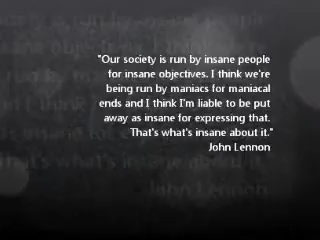 "Our society is run by insane people
for insane objectives. I think we're
being run by maniacs for maniacal
ends and I think I'm liable to be put
away as insane for expressing that.
That's what's insane about it."
John Lennon